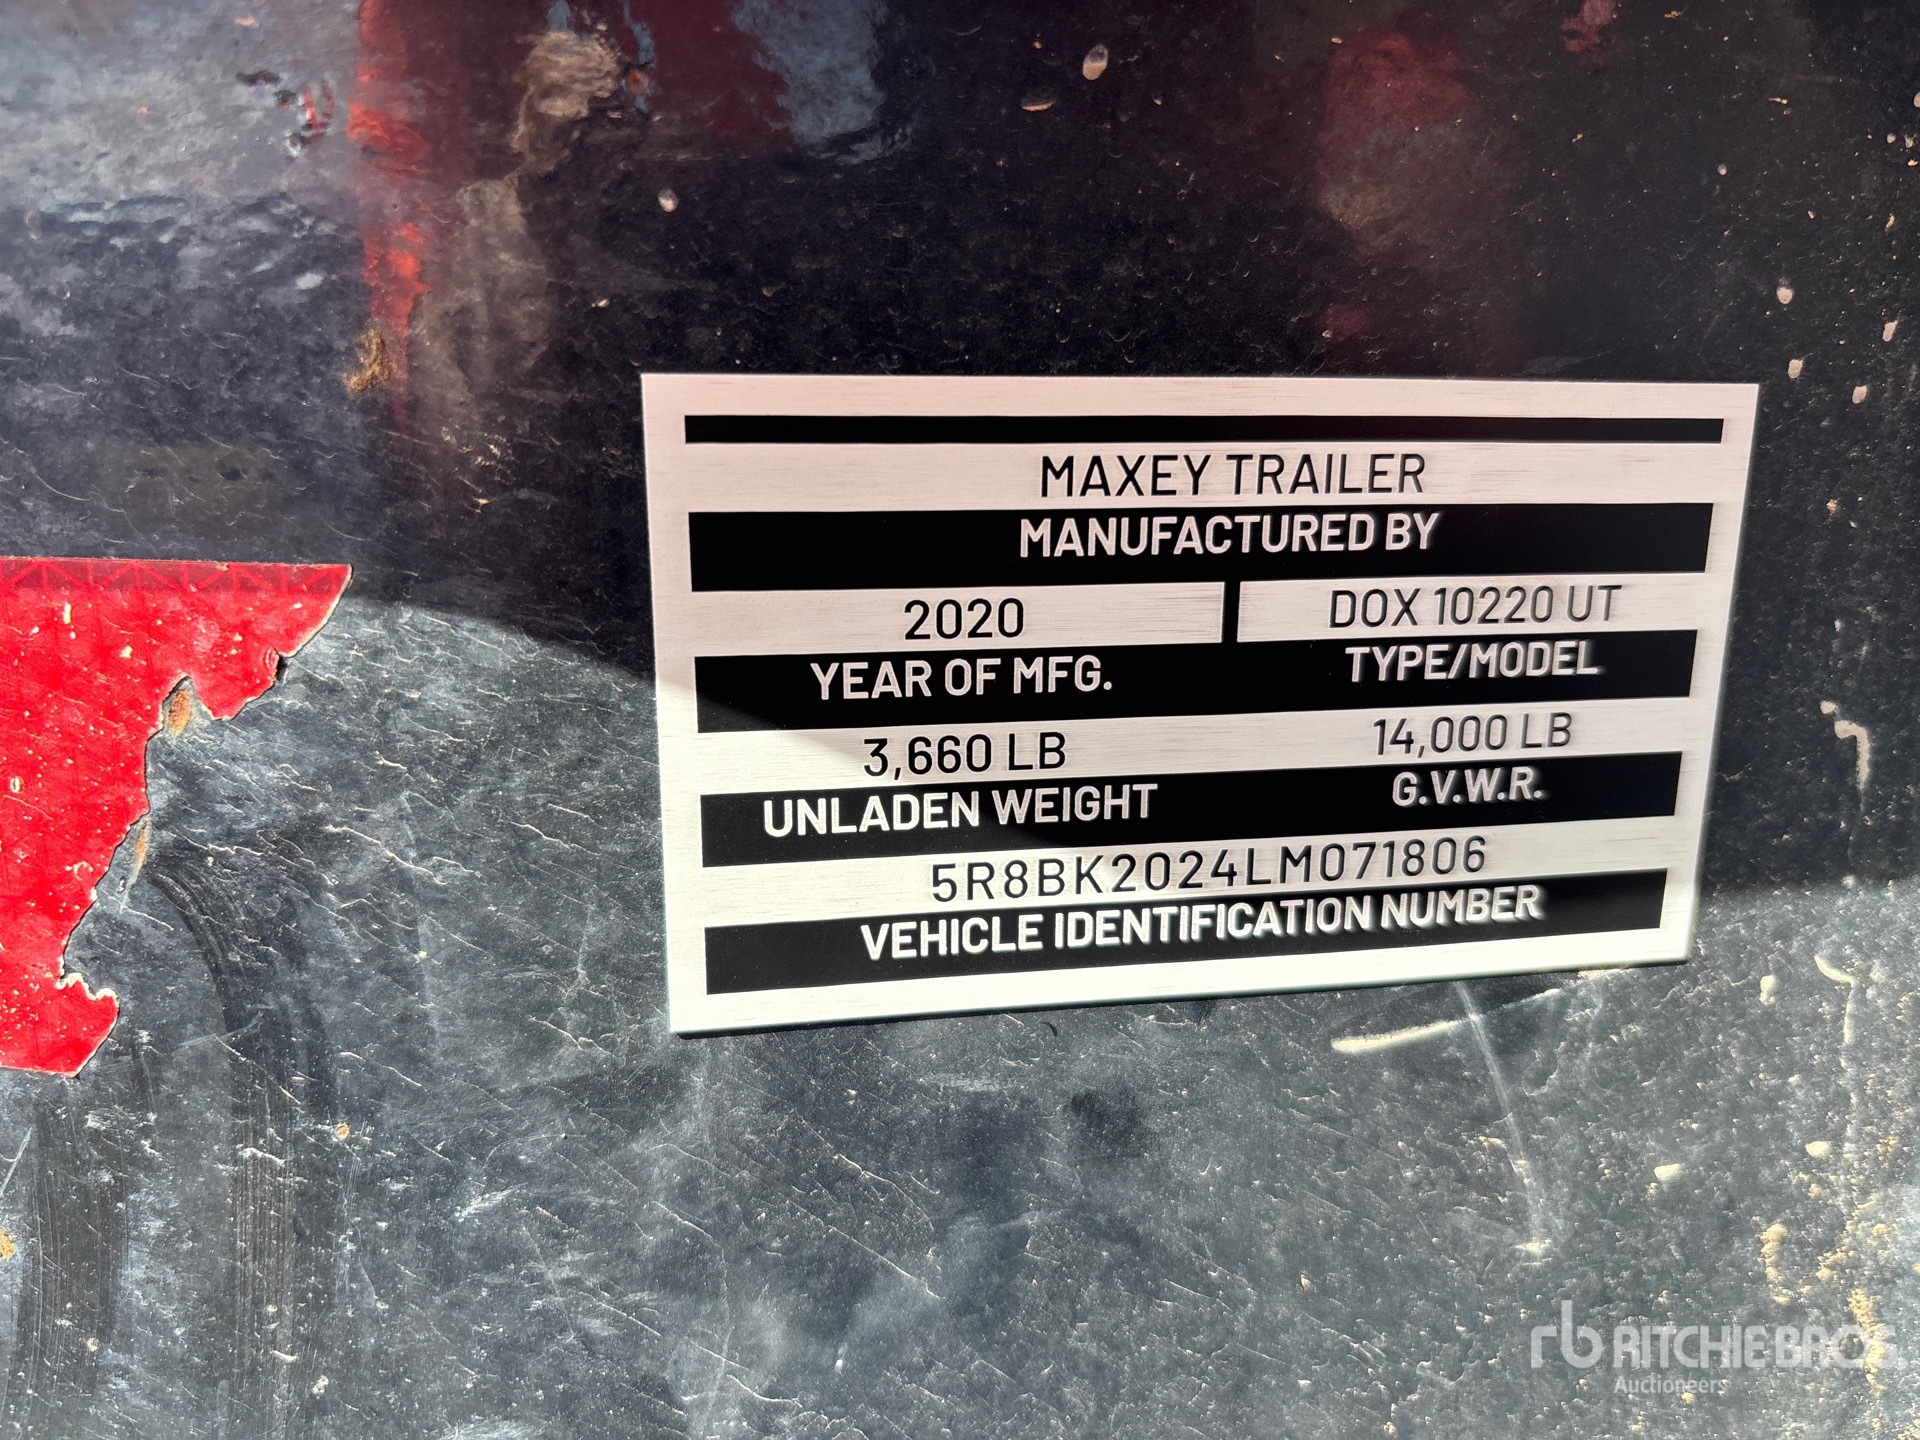 MAXEY TRAILER
MANUFACTURED BY
2020 DOX 10220 UT
YEAR OF MFG. TYPE/MODEL
3,660 LB 14,000 LB
UNLADEN WEIGHT G.V.W.R.
5R8BK2024LM071806
VEHICLE IDENTIFICATION NUMBER
rb RITCHIE BROS.
Auctioneers